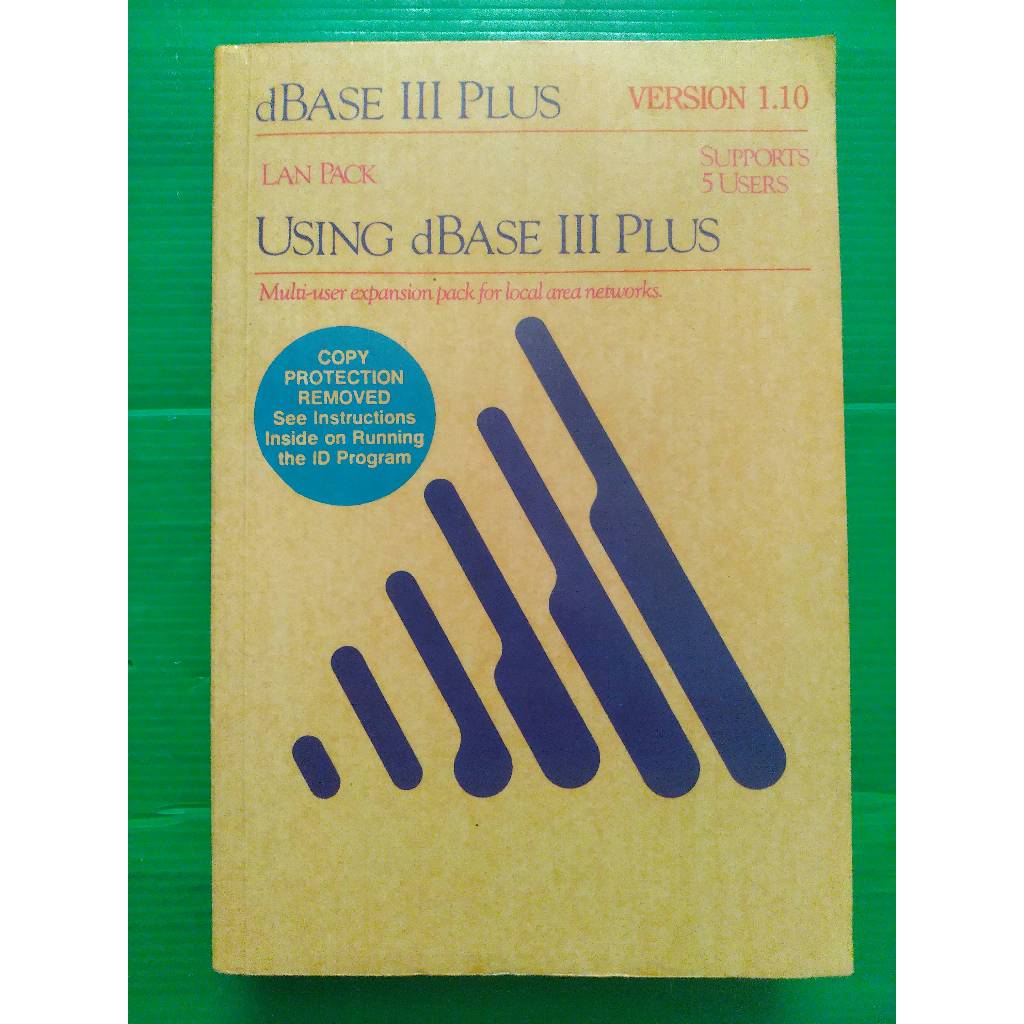 dBASE III PLUS VERSION 1.10
LAN PACK SUPPORTS
5 USERS
USING dBASE III PLUS
Multi-user expansion pack for local area networks.
COPY
PROTECTION
REMOVED
See Instructions
Inside on Running
the ID Program